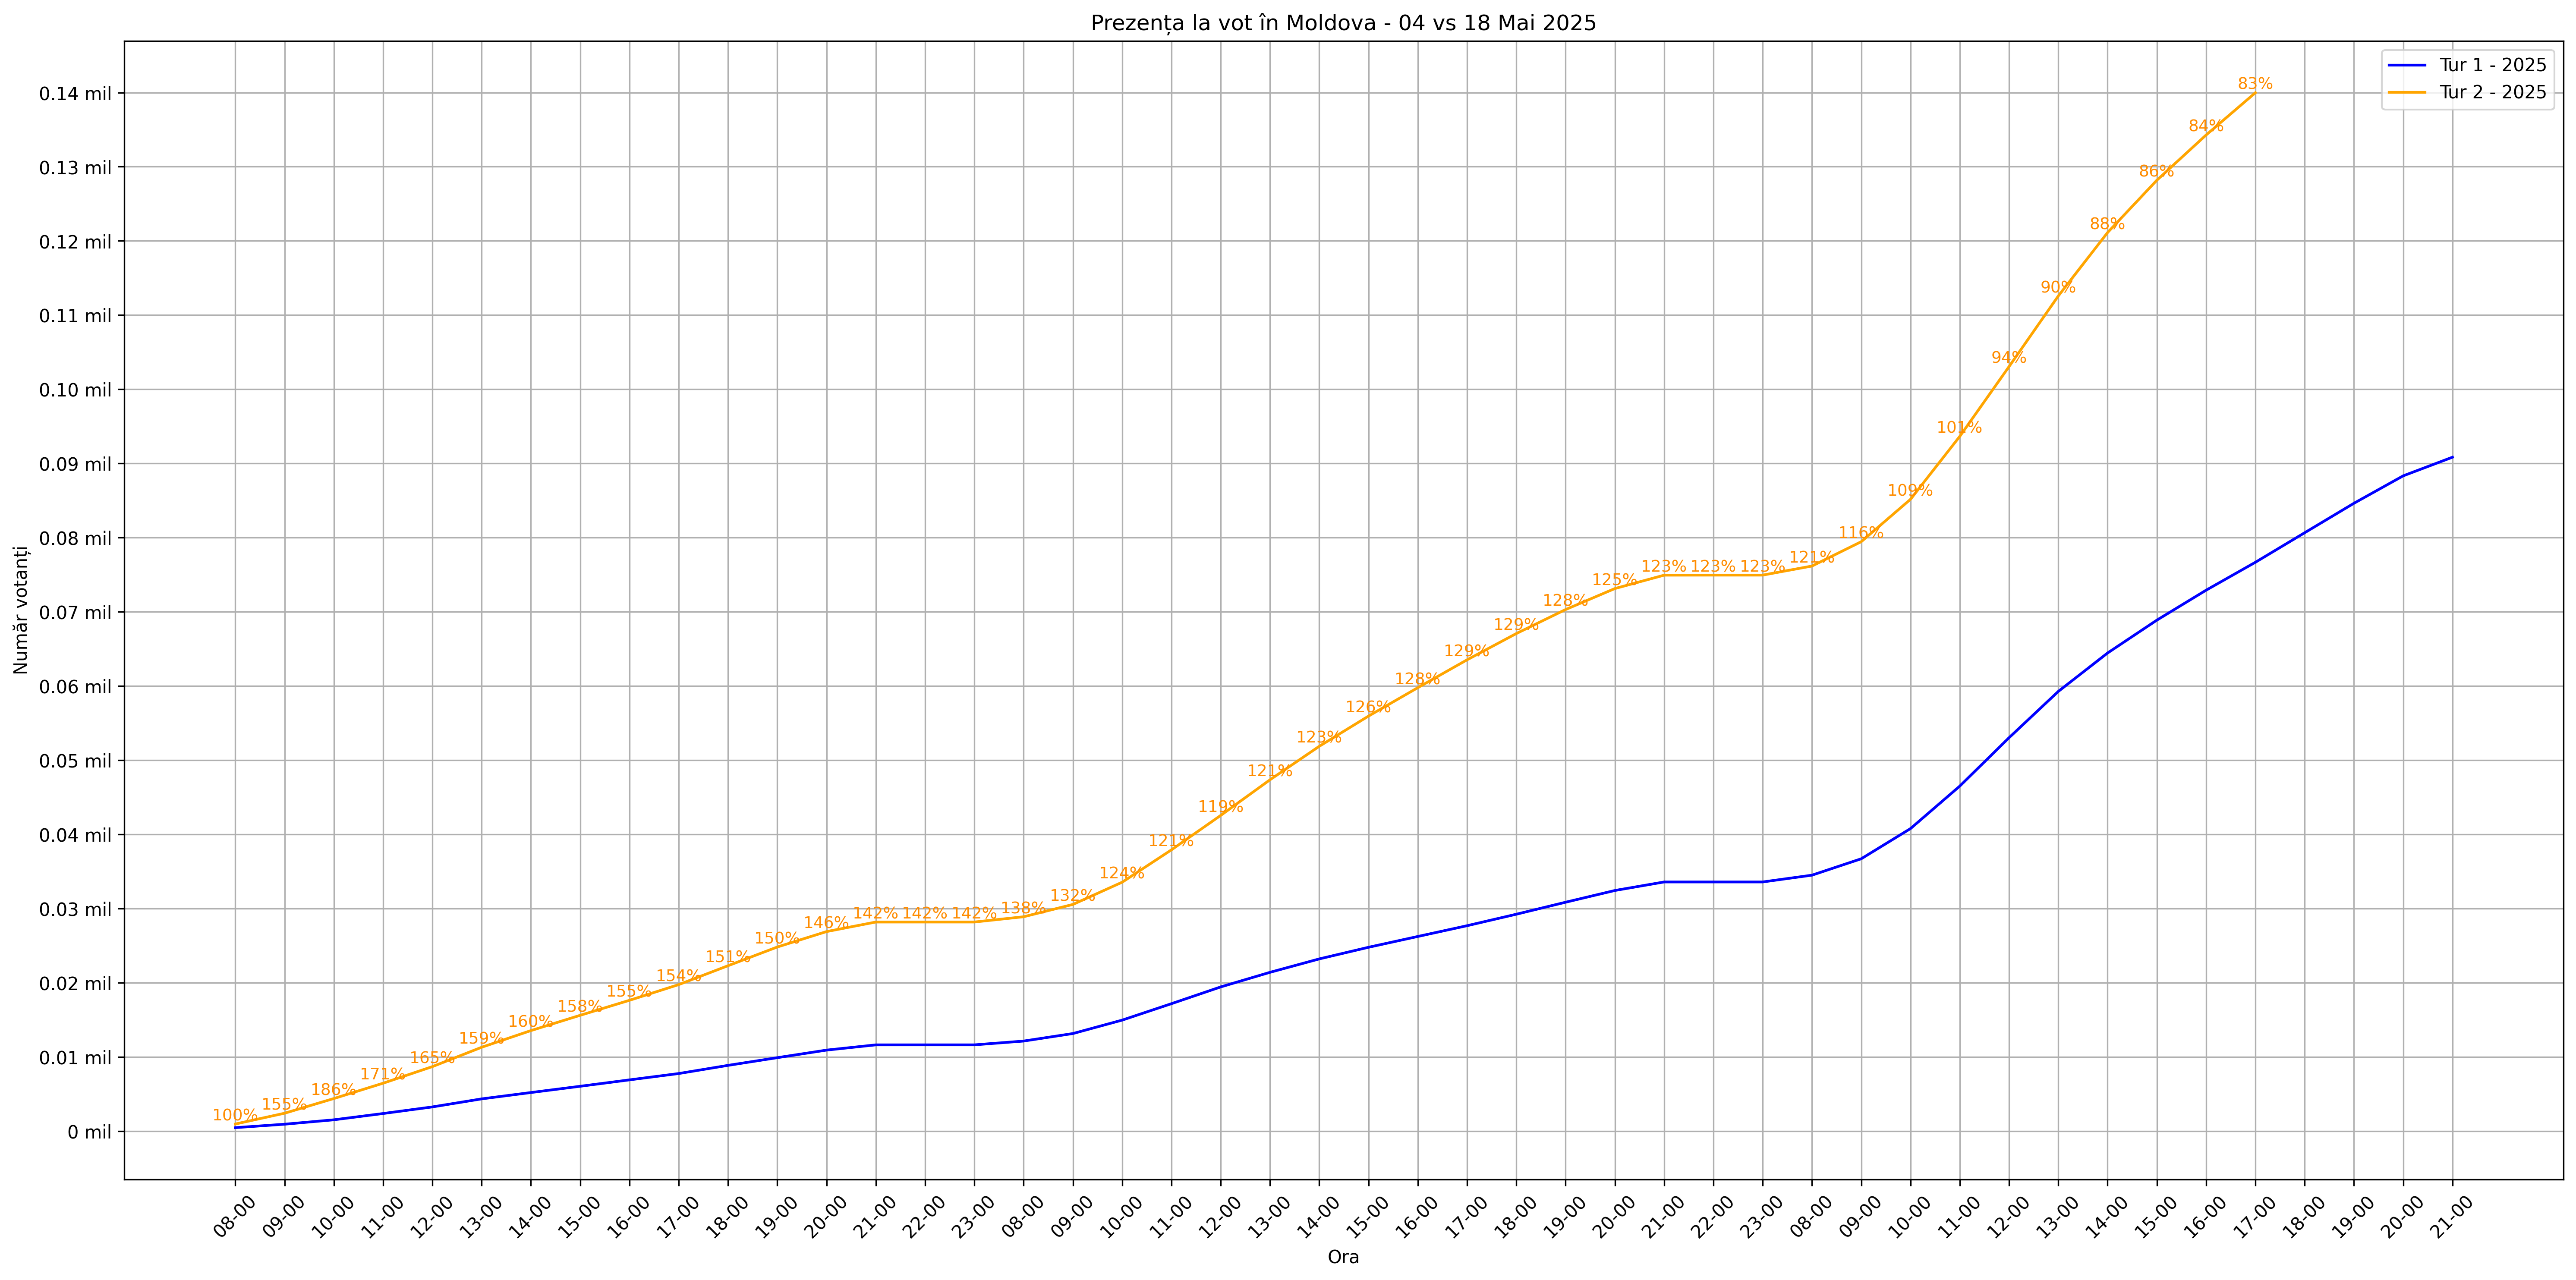 Prezența la vot în Moldova - 04 vs 18 Mai 2025
Tur 1 - 2025
Tur 2 - 2025
Număr votanți
0.14 mil
0.13 mil
0.12 mil
0.11 mil
0.10 mil
0.09 mil
0.08 mil
0.07 mil
0.06 mil
0.05 mil
0.04 mil
0.03 mil
0.02 mil
0.01 mil
0 mil
100% 155% 186% 171% 165% 159% 160% 158% 155% 154% 151% 150% 146% 142% 142% 142% 138% 132% 124% 121% 119% 121% 123% 126% 128% 129% 129% 128% 125% 123% 123% 123% 121% 116% 109% 101% 94% 90% 88% 86% 84% 83%
08-00 09-00 10-00 11-00 12-00 13-00 14-00 15-00 16-00 17-00 18-00 19-00 20-00 21-00 22-00 23-00 08-00 09-00 10-00 11-00 12-00 13-00 14-00 15-00 16-00 17-00 18-00 19-00 20-00 21-00 22-00 23-00 08-00 09-00 10-00 11-00 12-00 13-00 14-00 15-00 16-00 17-00 18-00 19-00 20-00 21-00
Ora